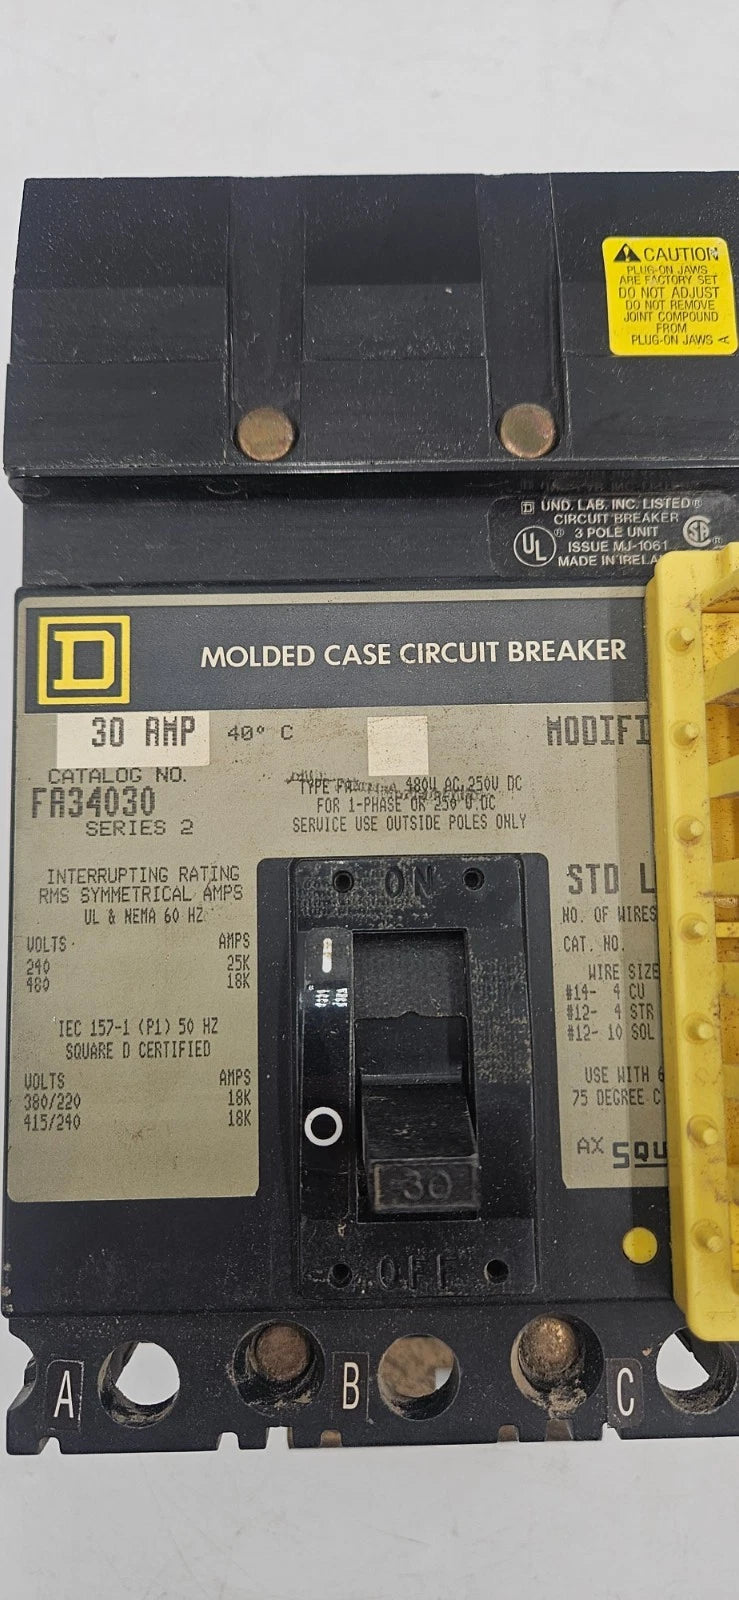 CAUTION
PLUG-ON JAWS
ARE FACTORY SET
DO NOT ADJUST
DO NOT REMOVE
JOINT COMPOUND
FROM
PLUG-ON JAWS A
D UND. LAB. INC. LISTED ®
CIRCUIT BREAKER
UL ® 3 POLE UNIT SA ®
ISSUE MJ-1061
MADE IN IRELA
D MOLDED CASE CIRCUIT BREAKER
30 AMP 40° C
MODIFI
CATALOG NO.
FA34030
SERIES 2
TYPE FA 480V AC, 250V DC
FOR 1-PHASE OR 250 V DC
SERVICE USE OUTSIDE POLES ONLY
INTERRUPTING RATING
RMS SYMMETRICAL AMPS
UL & NEMA 60 HZ
VOLTS AMPS
240 25K
480 18K
IEC 157-1 (P1) 50 HZ
SQUARE D CERTIFIED
VOLTS AMPS
380/220 18K
415/240 18K
ON
I
O
30
OFF
STD L
NO. OF WIRES
CAT. NO.
WIRE SIZE
#14- 4 CU
#12- 4 STR
#12- 10 SOL
USE WITH 6
75 DEGREE C
AX SQU
A
B
C